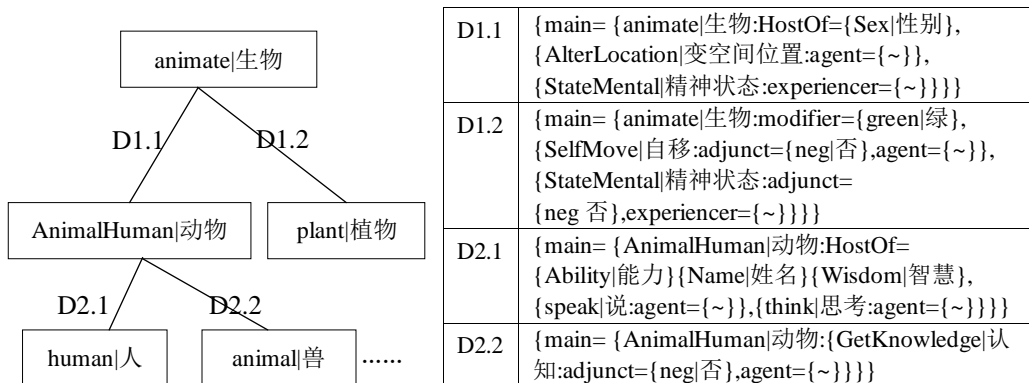 animate|生物
D1.1
D1.2
AnimalHuman|动物
plant|植物
D2.1
D2.2
human|人
animal|兽
……
D1.1
{main= {animate|生物:HostOf={Sex|性别},
{AlterLocation|变空间位置:agent={~}},
{StateMental|精神状态:experiencer={~}}}}
D1.2
{main= {animate|生物:modifier={green|绿},
{SelfMove|自移:adjunct={neg|否},agent={~}},
{StateMental|精神状态:adjunct=
{neg 否},experiencer={~}}}}
D2.1
{main= {AnimalHuman|动物:HostOf=
{Ability|能力}{Name|姓名}{Wisdom|智慧},
{speak|说:agent={~}},{think|思考:agent={~}}}}
D2.2
{main= {AnimalHuman|动物:{GetKnowledge|认
知:adjunct={neg|否},agent={~}}}}